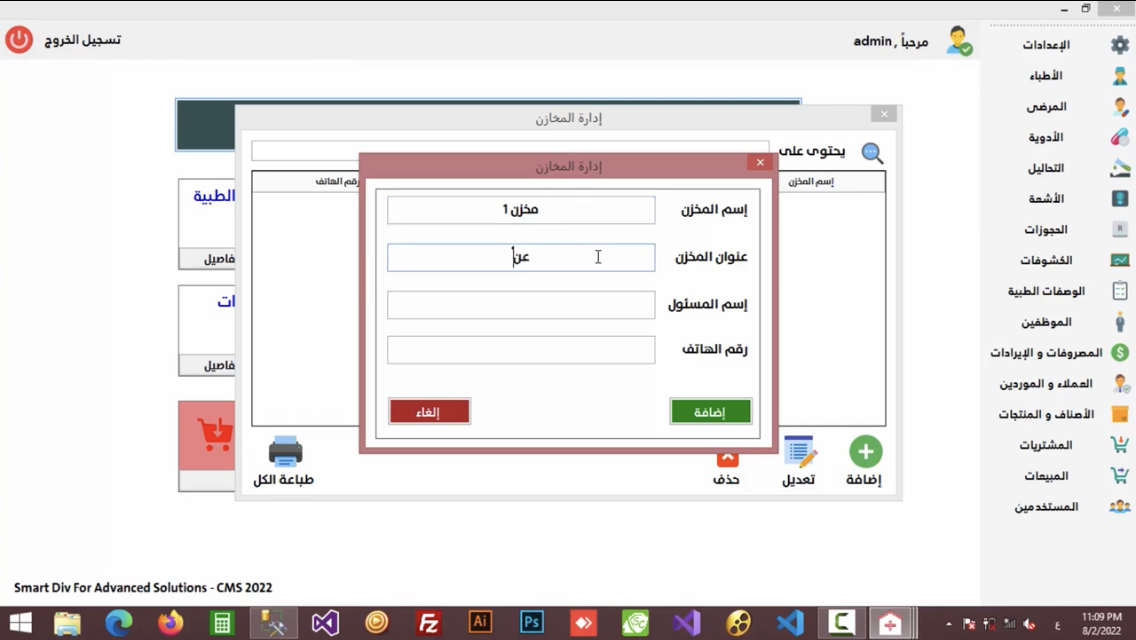 مرحباً , admin
تسجيل الخروج
الإعدادات
الأطباء
المرضى
الأدوية
التحاليل
الأشعة
الحجوزات
الكشوفات
الوصفات الطبية
الموظفين
المصروفات و الإيرادات
العملاء و الموردين
الأصناف و المنتجات
المشتريات
المبيعات
المستخدمين
إدارة المخازن
يحتوى على
إسم المخزن
رقم الهاتف
إدارة المخازن
إسم المخزن
مخزن 1
عنوان المخزن
عن
إسم المسئول
رقم الهاتف
إضافة
إلغاء
إضافة
تعديل
حذف
طباعة الكل
الطبية
فاصيل
ات
فاصيل
Smart Div For Advanced Solutions - CMS 2022
Fz
Ai
Ps
C
ع
11:09 PM
8/2/2022